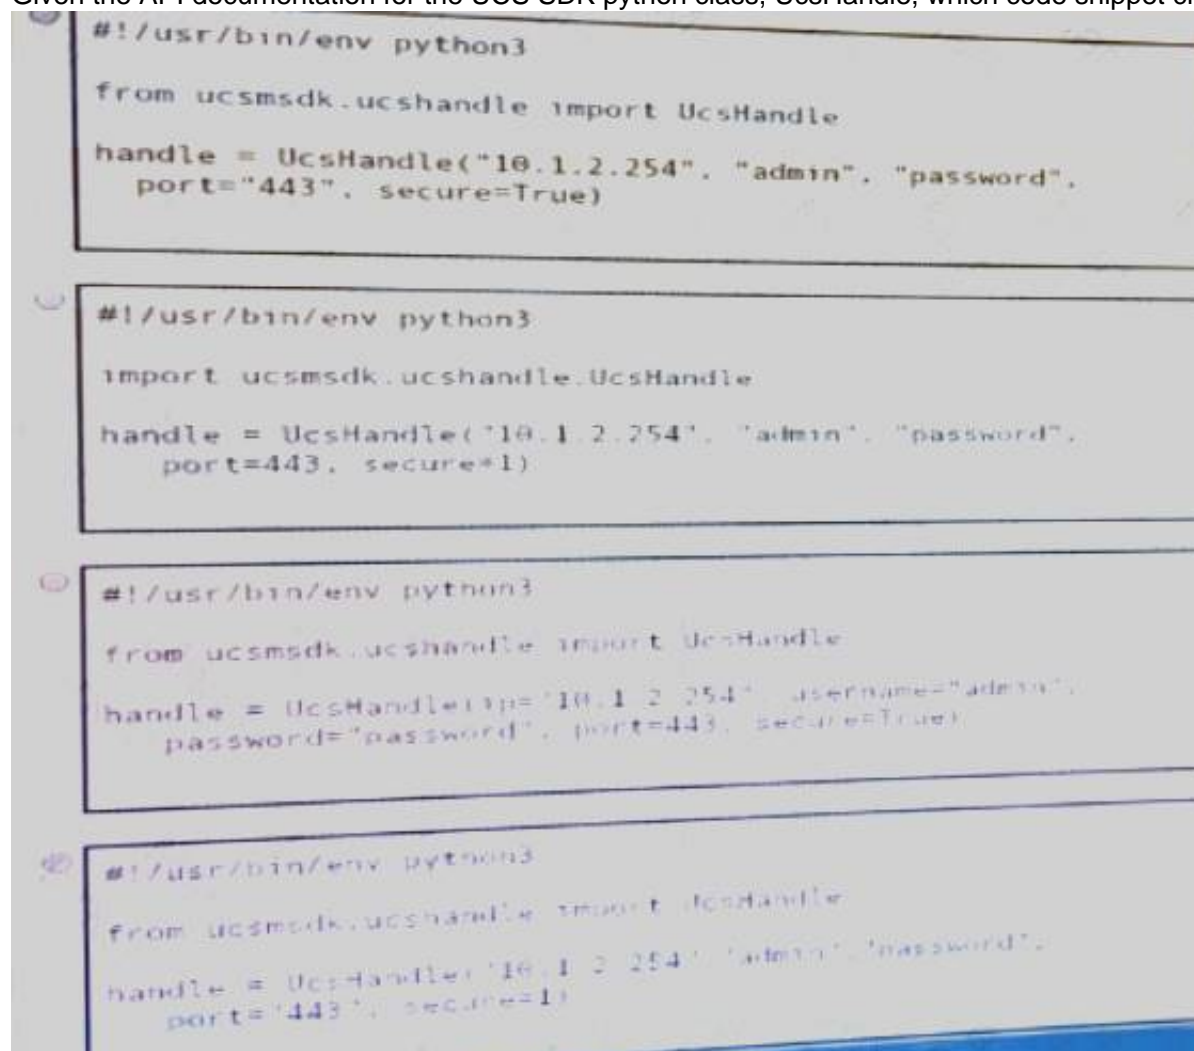 Given the API documentation for the UCS SDK python class, UcsHandle, which code snippet
#!/usr/bin/env python3
from ucsmsdk.ucshandle import UcsHandle
handle = UcsHandle("10.1.2.254", "admin", "password",
port="443", secure=True)
#!/usr/bin/env python3
import ucsmsdk.ucshandle.UcsHandle
handle = UcsHandle("10.1.2.254", "admin", "password",
port=443, secure=1)
#!/usr/bin/env python3
from ucsmsdk.ucshandle import UcsHandle
handle = UcsHandle(ip="10.1.2.254", username="admin",
password="password", port=443, secure=True)
#!/usr/bin/env python3
from ucsmsdk.ucshandle import UcsHandle
handle = UcsHandle("10.1.2.254", "admin", "password",
port="443", secure=1)